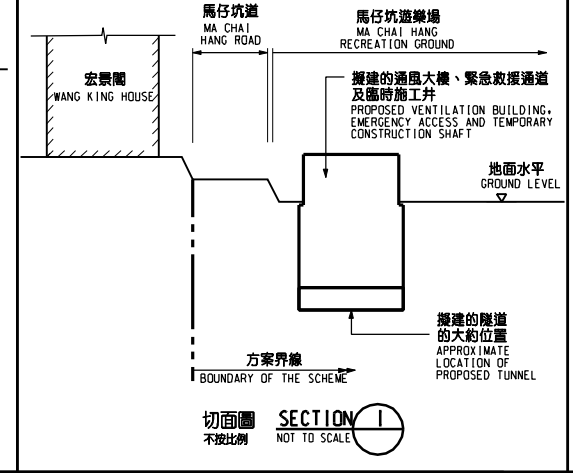 馬仔坑道
MA CHAI
HANG ROAD
馬仔坑遊樂場
MA CHAI HANG
RECREATION GROUND
宏景閣
WANG KING HOUSE
擬建的通風大樓、緊急救援通道
及臨時施工井
PROPOSED VENTILATION BUILDING,
EMERGENCY ACCESS AND TEMPORARY
CONSTRUCTION SHAFT
地面水平
GROUND LEVEL
擬建的隧道
的大約位置
APPROXIMATE
LOCATION OF
PROPOSED TUNNEL
方案界線
BOUNDARY OF THE SCHEME
切面圖 SECTION 1
不按比例 NOT TO SCALE